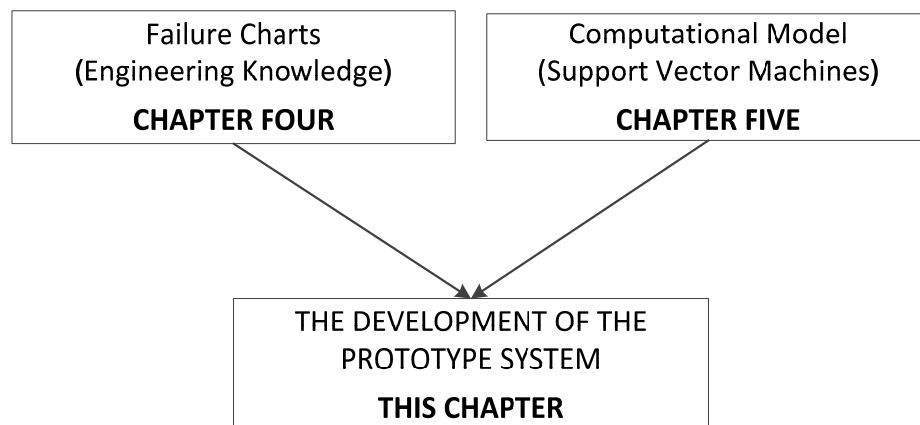 Failure Charts
(Engineering Knowledge)
CHAPTER FOUR
Computational Model
(Support Vector Machines)
CHAPTER FIVE
THE DEVELOPMENT OF THE
PROTOTYPE SYSTEM
THIS CHAPTER